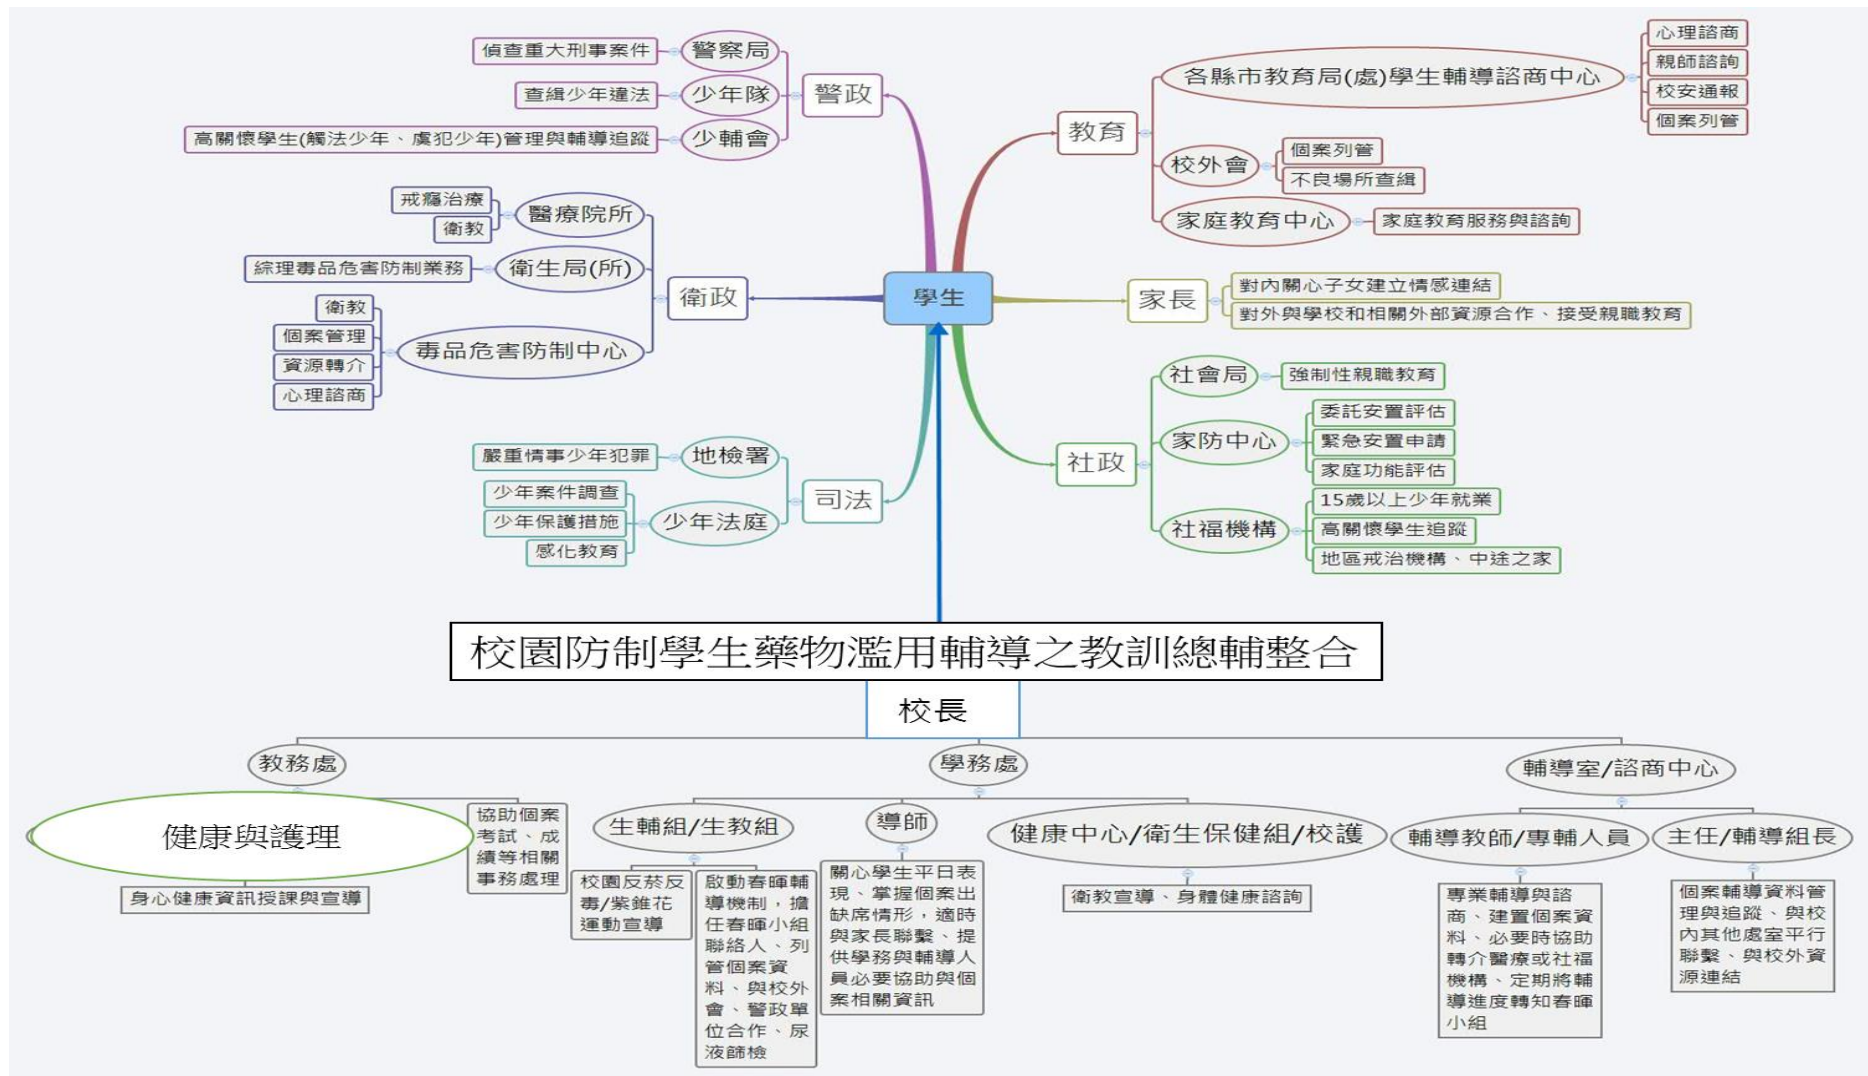 警政
警察局
偵查重大刑事案件
少年隊
查緝少年違法
少輔會
高關懷學生(觸法少年、虞犯少年)管理與輔導追蹤
衛政
醫療院所
戒癮治療
衛教
衛生局(所)
綜理毒品危害防制業務
毒品危害防制中心
衛教
個案管理
資源轉介
心理諮商
司法
地檢署
嚴重情事少年犯罪
少年法庭
少年案件調查
少年保護措施
感化教育
學生
教育
各縣市教育局(處)學生輔導諮商中心
心理諮商
親師諮詢
校安通報
個案列管
校外會
個案列管
不良場所查緝
家庭教育中心
家庭教育服務與諮詢
家長
對內關心子女建立情感連結
對外與學校和相關外部資源合作、接受親職教育
社政
社會局
強制性親職教育
家防中心
委託安置評估
緊急安置申請
家庭功能評估
社福機構
15歲以上少年就業
高關懷學生追蹤
地區戒治機構、中途之家
校園防制學生藥物濫用輔導之教訓總輔整合
校長
教務處
健康與護理
身心健康資訊授課與宣導
協助個案
考試、成
績等相關
事務處理
學務處
生輔組/生教組
校園反菸反
毒/紫錐花
運動宣導
啟動春暉輔
導機制，擔
任春暉小組
聯絡人、列
管個案資
料、與校外
會、警政單
位合作、尿
液篩檢
導師
關心學生平日表
現、掌握個案出
缺席情形，適時
與家長聯繫、提
供學務與輔導人
員必要協助與個
案相關資訊
健康中心/衛生保健組/校護
衛教宣導、身體健康諮詢
輔導室/諮商中心
輔導教師/專輔人員
專業輔導與諮
商、建置個案資
料、必要時協助
轉介醫療或社福
機構、定期將輔
導進度轉知春暉
小組
主任/輔導組長
個案輔導資料管
理與追蹤、與校
內其他處室平行
聯繫、與校外資
源連結